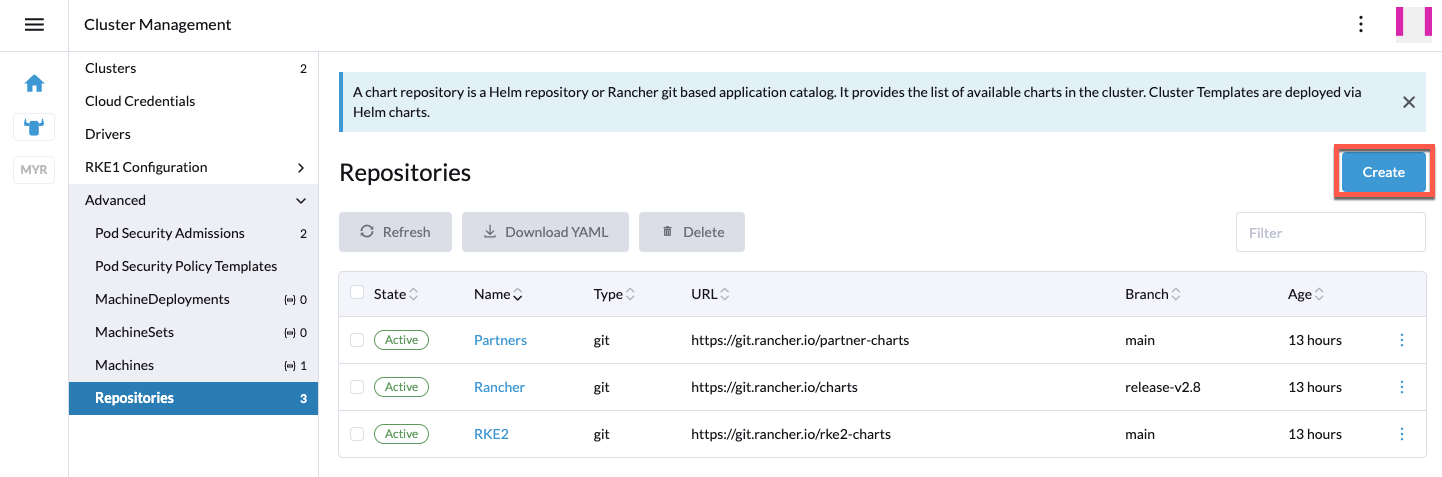 Cluster Management
MYR
Clusters 2
Cloud Credentials
Drivers
RKE1 Configuration
Advanced
Pod Security Admissions 2
Pod Security Policy Templates
MachineDeployments 0
MachineSets 0
Machines 1
Repositories 3
A chart repository is a Helm repository or Rancher git based application catalog. It provides the list of available charts in the cluster. Cluster Templates are deployed via
Helm charts.
Repositories
Create
Refresh Download YAML Delete Filter
State Name Type URL Branch Age
Active Partners git https://git.rancher.io/partner-charts main 13 hours
Active Rancher git https://git.rancher.io/charts release-v2.8 13 hours
Active RKE2 git https://git.rancher.io/rke2-charts main 13 hours